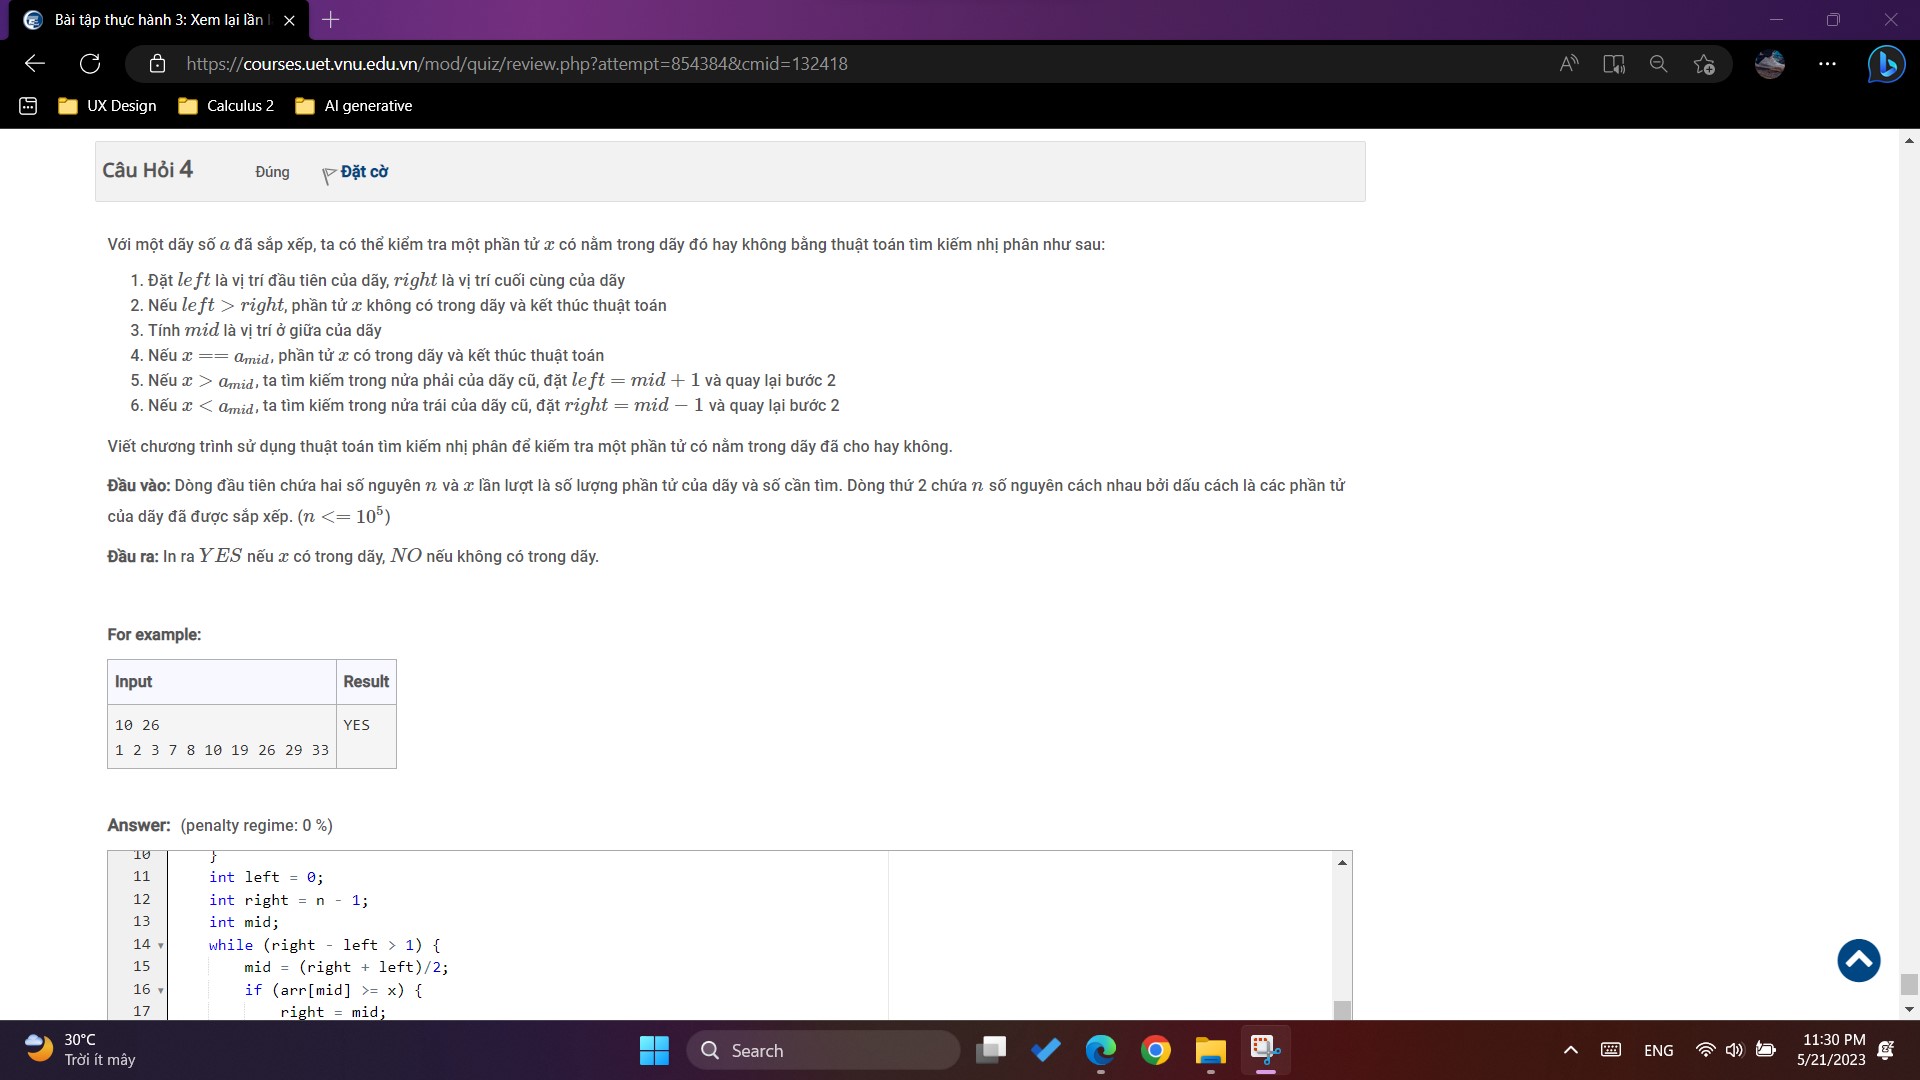 Bài tập thực hành 3: Xem lại lần l
https://courses.uet.vnu.edu.vn/mod/quiz/review.php?attempt=854384&cmid=132418
UX Design
Calculus 2
AI generative
Câu Hỏi 4
Đúng
Đặt cờ
Với một dãy số a đã sắp xếp, ta có thể kiểm tra một phần tử x có nằm trong dãy đó hay không bằng thuật toán tìm kiếm nhị phân như sau:
1. Đặt left là vị trí đầu tiên của dãy, right là vị trí cuối cùng của dãy
2. Nếu left > right, phần tử x không có trong dãy và kết thúc thuật toán
3. Tính mid là vị trí ở giữa của dãy
4. Nếu x == a_mid, phần tử x có trong dãy và kết thúc thuật toán
5. Nếu x > a_mid, ta tìm kiếm trong nửa phải của dãy cũ, đặt left = mid + 1 và quay lại bước 2
6. Nếu x < a_mid, ta tìm kiếm trong nửa trái của dãy cũ, đặt right = mid − 1 và quay lại bước 2
Viết chương trình sử dụng thuật toán tìm kiếm nhị phân để kiểm tra một phần tử có nằm trong dãy đã cho hay không.
Đầu vào: Dòng đầu tiên chứa hai số nguyên n và x lần lượt là số lượng phần tử của dãy và số cần tìm. Dòng thứ 2 chứa n số nguyên cách nhau bởi dấu cách là các phần tử
của dãy đã được sắp xếp. (n <= 10^5)
Đầu ra: In ra YES nếu x có trong dãy, NO nếu không có trong dãy.
For example:
Input Result
10 26 YES
1 2 3 7 8 10 19 26 29 33
Answer: (penalty regime: 0 %)
10 }
11 int left = 0;
12 int right = n - 1;
13 int mid;
14 while (right - left > 1) {
15 mid = (right + left)/2;
16 if (arr[mid] >= x) {
17 right = mid;
30°C
Trời ít mây
Search
ENG
11:30 PM
5/21/2023